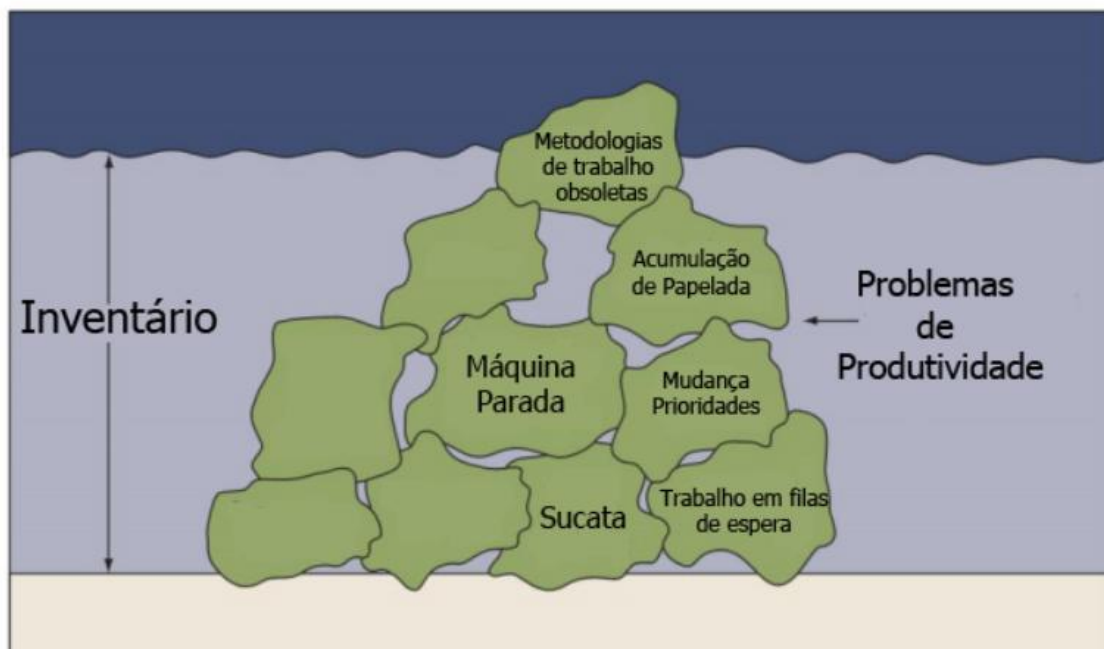 Metodologias
de trabalho
obsoletas
Acumulação
de Papelada
Inventário
Problemas
de
Produtividade
Máquina
Parada
Mudança
Prioridades
Sucata
Trabalho em filas
de espera